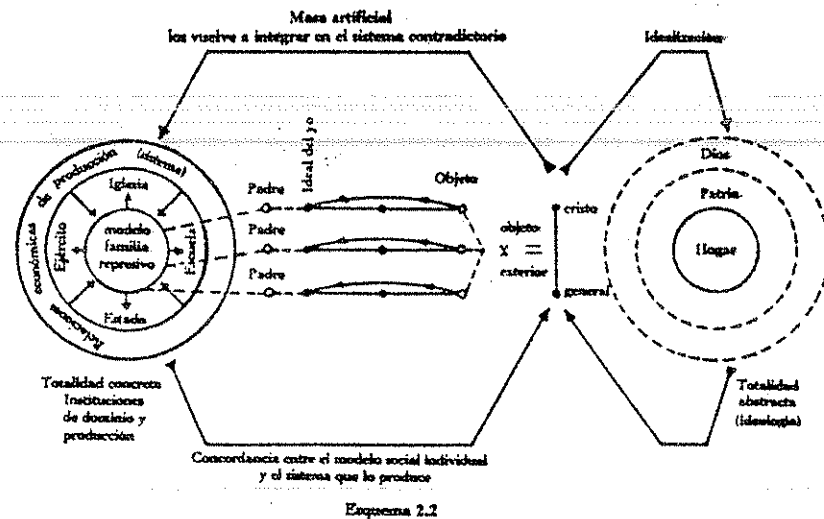 Masa artificial
los vuelve a integrar en el sistema contradictorio
Idealización
Relaciones económicas de producción (sistema)
Iglesia
Ejército
modelo
familia
represivo
Escuela
Estado
Padre
Ideal del yo
Objeto
Padre
Padre
objeto
x =
exterior
cristo
general
Dios
Patria
Hogar
Totalidad concreta
Instituciones
de dominio y
producción
Totalidad
abstracta
(ideología)
Concordancia entre el modelo social individual
y el sistema que lo produce
Esquema 2.2